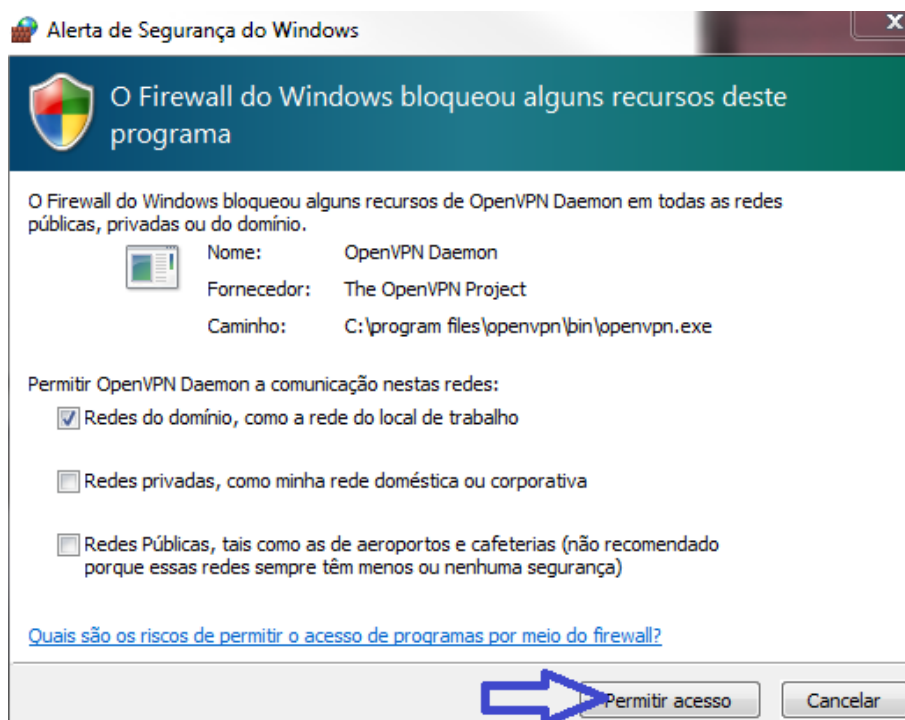 Alerta de Segurança do Windows
X
O Firewall do Windows bloqueou alguns recursos deste
programa
O Firewall do Windows bloqueou alguns recursos de OpenVPN Daemon em todas as redes
públicas, privadas ou do domínio.
Nome: OpenVPN Daemon
Fornecedor: The OpenVPN Project
Caminho: C:\program files\openvpn\bin\openvpn.exe
Permitir OpenVPN Daemon a comunicação nestas redes:
Redes do domínio, como a rede do local de trabalho
Redes privadas, como minha rede doméstica ou corporativa
Redes Públicas, tais como as de aeroportos e cafeterias (não recomendado
porque essas redes sempre têm menos ou nenhuma segurança)
Quais são os riscos de permitir o acesso de programas por meio do firewall?
Permitir acesso Cancelar